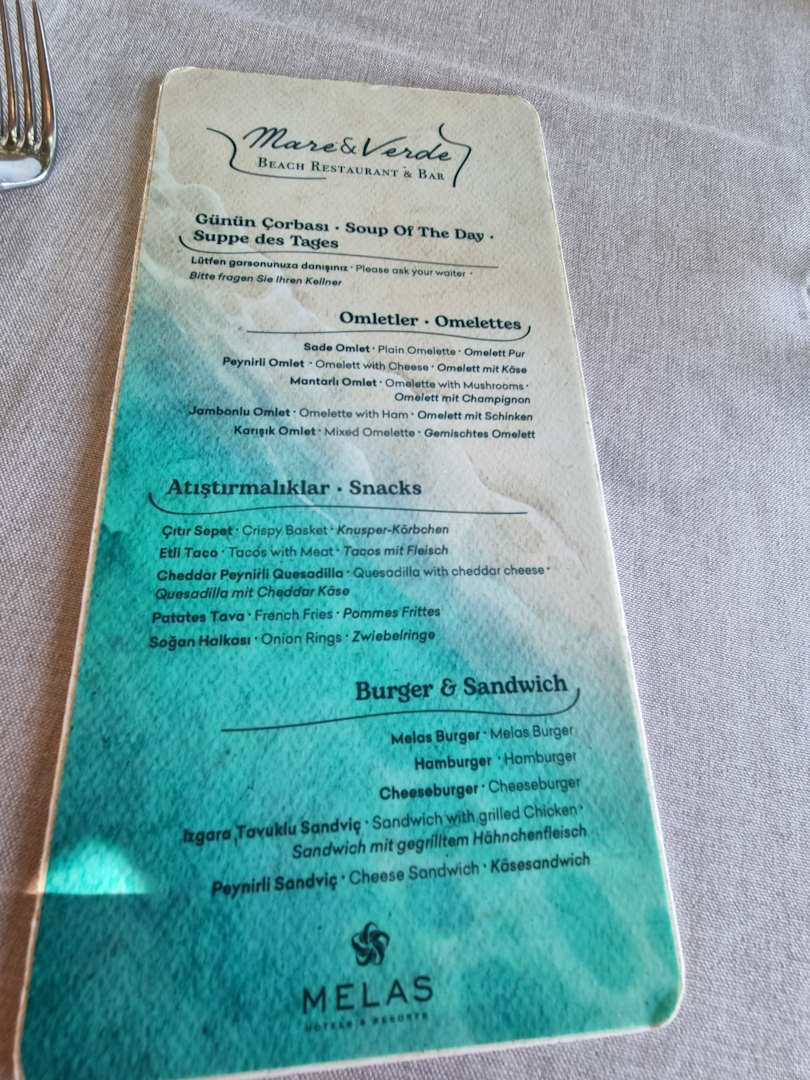 Mare&Verde
BEACH RESTAURANT & BAR
Günün Çorbası · Soup Of The Day ·
Suppe des Tages
Lütfen garsonunuza danışınız · Please ask your waiter ·
Bitte fragen Sie Ihren Kellner
Omletler · Omelettes
Sade Omlet · Plain Omelette · Omelett Pur
Peynirli Omlet · Omelett with Cheese · Omelett mit Käse
Mantarlı Omlet · Omelette with Mushrooms ·
Omelett mit Champignon
Jambonlu Omlet · Omelette with Ham · Omelett mit Schinken
Karışık Omlet · Mixed Omelette · Gemischtes Omelett
Atıştırmalıklar · Snacks
Çıtır Sepet · Crispy Basket · Knusper-Körbchen
Etli Taco · Tacos with Meat · Tacos mit Fleisch
Cheddar Peynirli Quesadilla · Quesadilla with cheddar cheese ·
Quesadilla mit Cheddar Käse
Patates Tava · French Fries · Pommes Frittes
Soğan Halkası · Onion Rings · Zwiebelringe
Burger & Sandwich
Melas Burger · Melas Burger
Hamburger · Hamburger
Cheeseburger · Cheeseburger
Izgara Tavuklu Sandviç · Sandwich with grilled Chicken ·
Sandwich mit gegrilltem Hähnchenfleisch
Peynirli Sandviç · Cheese Sandwich · Käsesandwich
MELAS
HOTELS & RESORTS